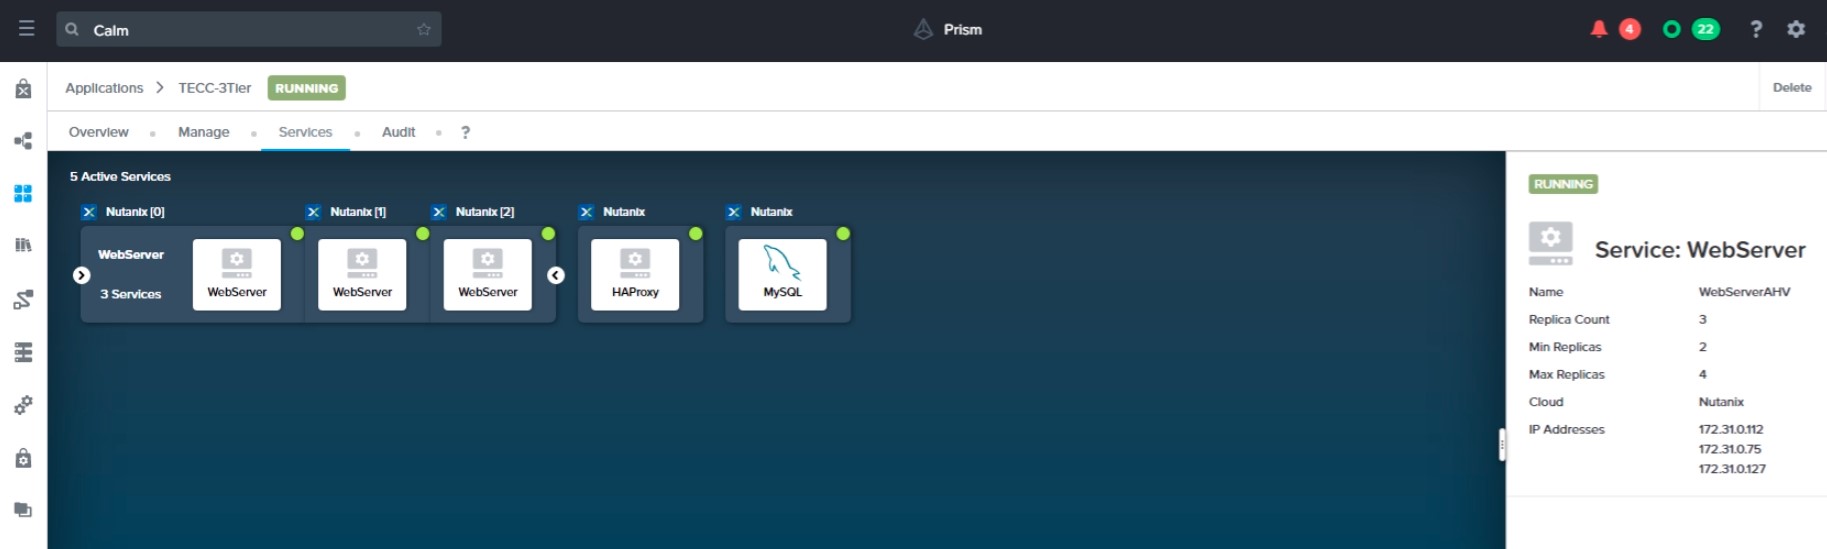 Calm
Prism
4
22
?
Applications > TECC-3Tier RUNNING
Delete
Overview Manage Services Audit ?
5 Active Services
Nutanix [0] Nutanix [1] Nutanix [2] Nutanix Nutanix
WebServer
3 Services
WebServer WebServer WebServer HAProxy MySQL
RUNNING
Service: WebServer
Name WebServerAHV
Replica Count 3
Min Replicas 2
Max Replicas 4
Cloud Nutanix
IP Addresses 172.31.0.112
172.31.0.75
172.31.0.127